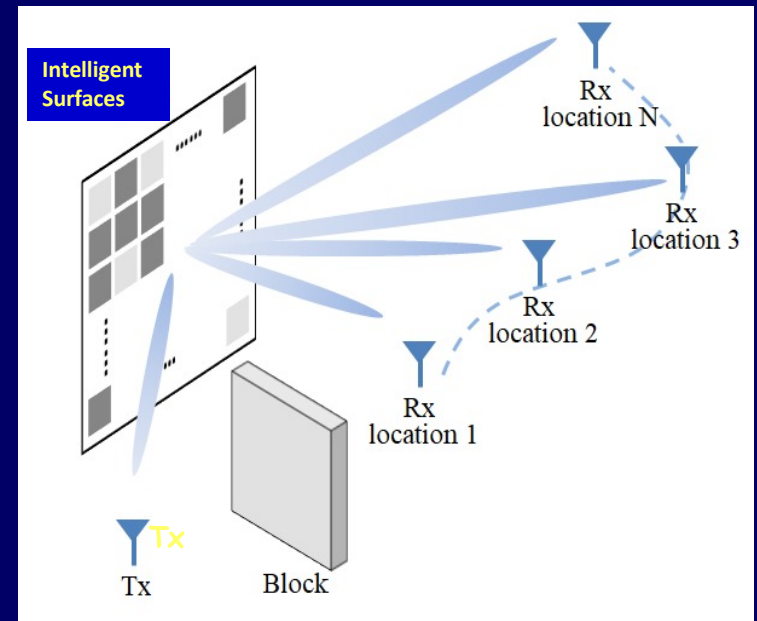 Intelligent
Surfaces
Rx
location N
Rx
location 3
Rx
location 2
Rx
location 1
Tx
Tx
Block